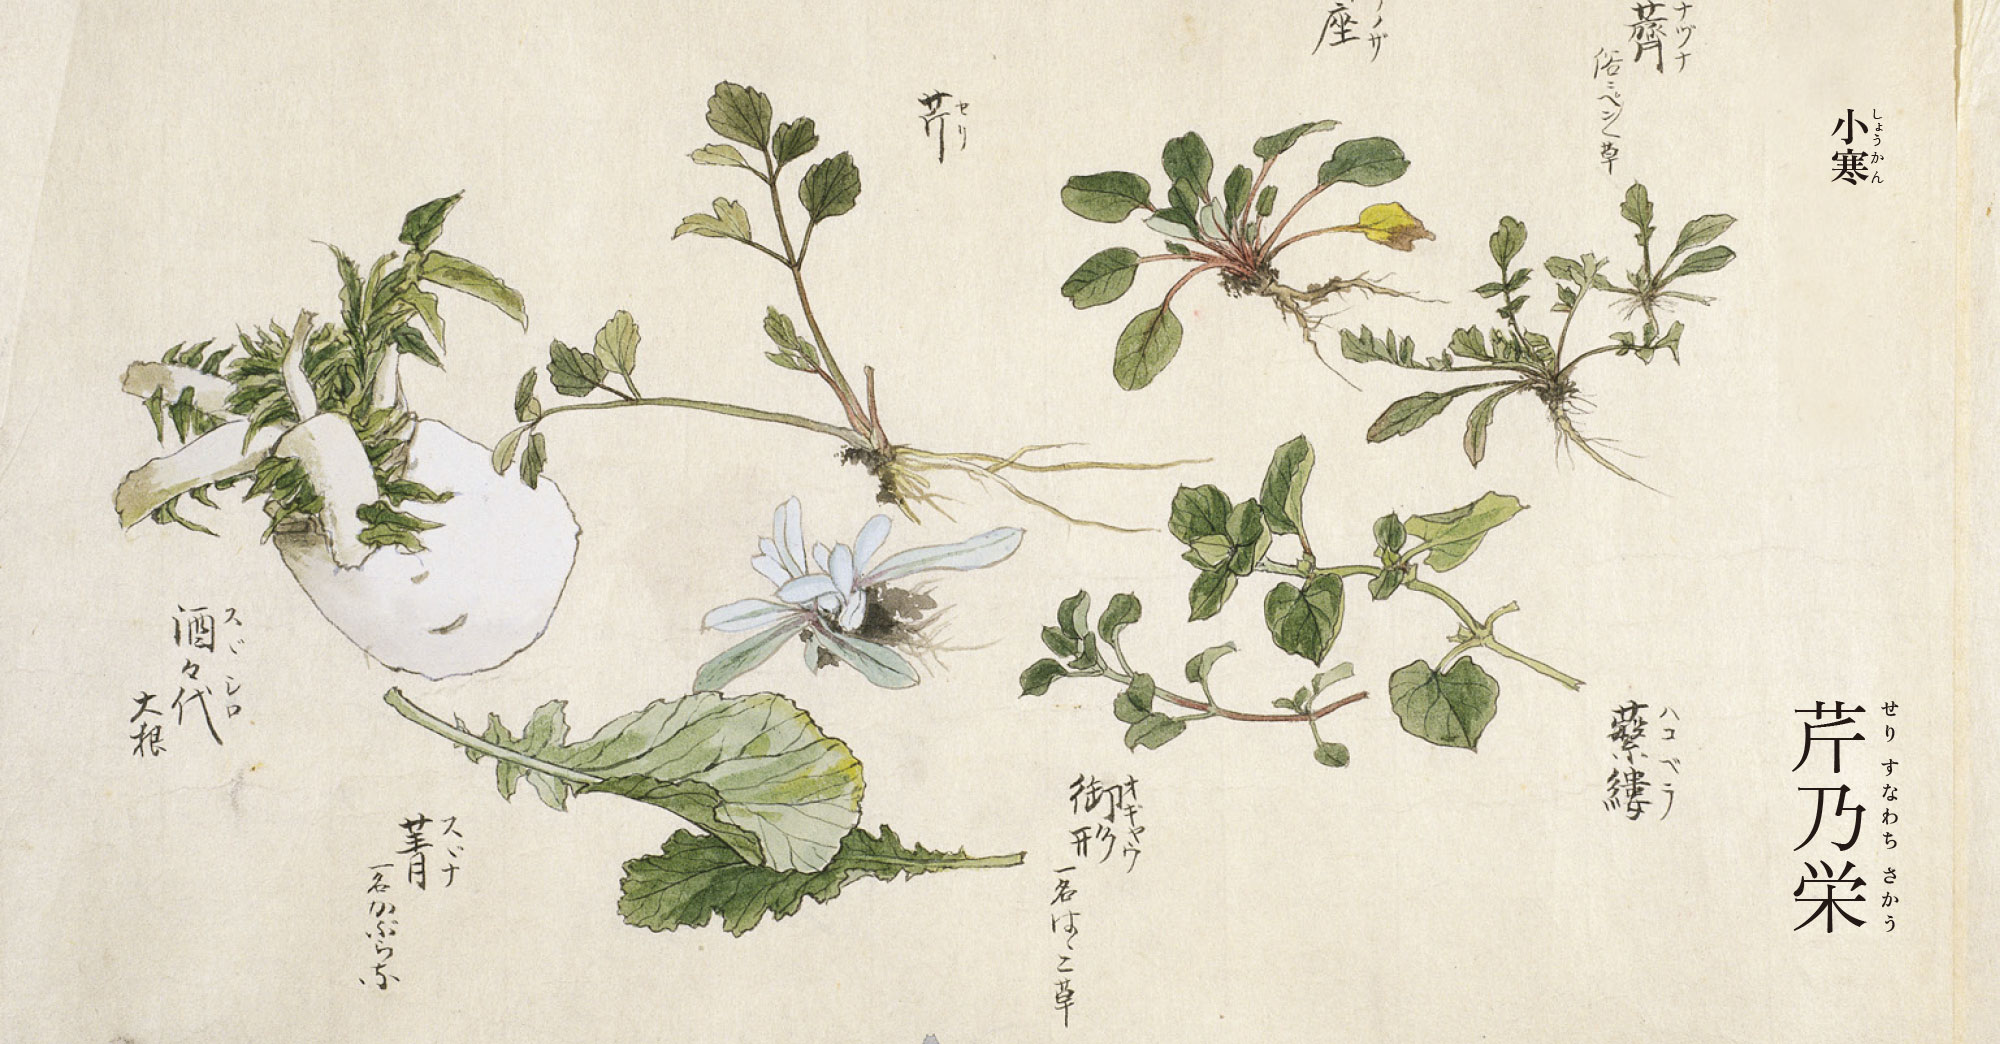 小寒
しょうかん
芹乃栄
せり すなわち さかう
薺
ナヅナ
俗ニペンペン草
座
ノザ
芹
セリ
蘩縷
ハコベラ
御形
オギヤウ
一名はゝこ草
菁
スヾナ
一名かぶらな
酒々代
スヾシロ
大根